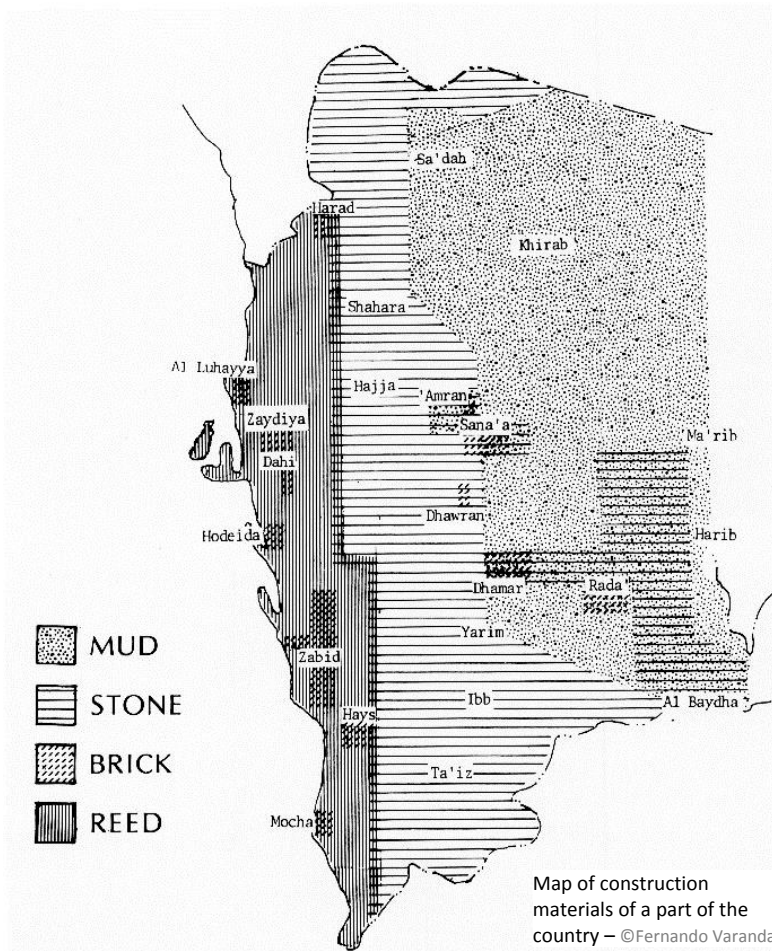 Sa'dah
Harad
Khirab
Shahara
Al Luhayya
Hajja
'Amran
Zaydiya
Sana'a
Ma'rib
Dahi
Dhawran
Hodeida
Harib
Dhamar
Rada'
Yarim
Zabid
Ibb
Al Baydha
Hays
Ta'iz
Mocha
MUD
STONE
BRICK
REED
Map of construction
materials of a part of the
country – ©Fernando Varanda